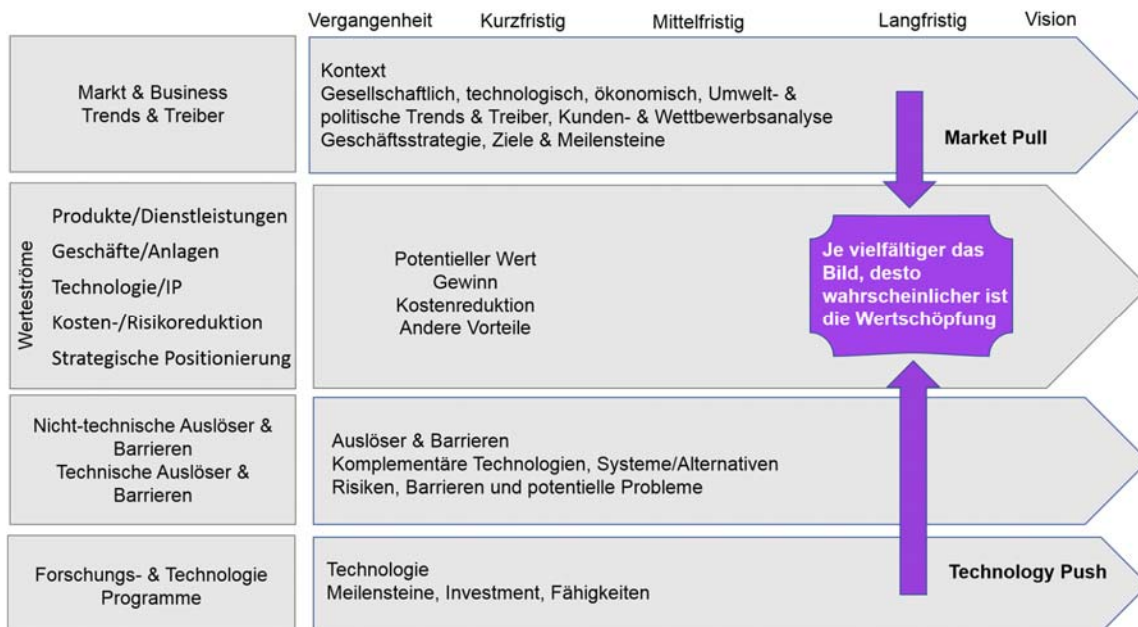 Vergangenheit Kurzfristig Mittelfristig Langfristig Vision
Markt & Business
Trends & Treiber
Kontext
Gesellschaftlich, technologisch, ökonomisch, Umwelt- &
politische Trends & Treiber, Kunden- & Wettbewerbsanalyse
Geschäftsstrategie, Ziele & Meilensteine
Market Pull
Werteströme
Produkte/Dienstleistungen
Geschäfte/Anlagen
Technologie/IP
Kosten-/Risikoreduktion
Strategische Positionierung
Potentieller Wert
Gewinn
Kostenreduktion
Andere Vorteile
Je vielfältiger das
Bild, desto
wahrscheinlicher ist
die Wertschöpfung
Nicht-technische Auslöser &
Barrieren
Technische Auslöser &
Barrieren
Auslöser & Barrieren
Komplementäre Technologien, Systeme/Alternativen
Risiken, Barrieren und potentielle Probleme
Forschungs- & Technologie
Programme
Technologie
Meilensteine, Investment, Fähigkeiten
Technology Push